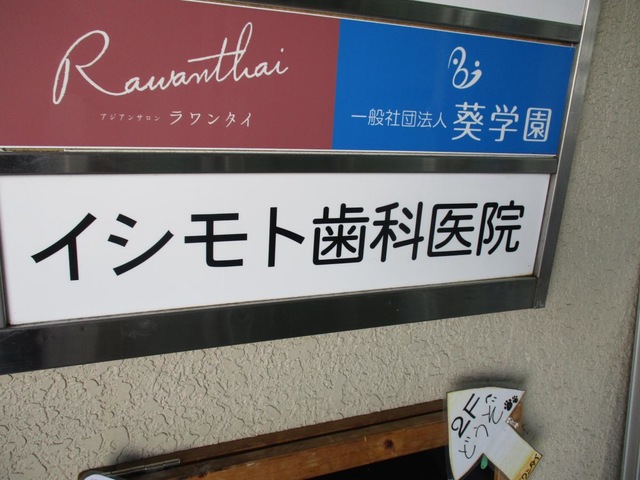 Rawanthai
アジアンサロン ラワンタイ
一般社団法人 葵学園
イシモト歯科医院
2F